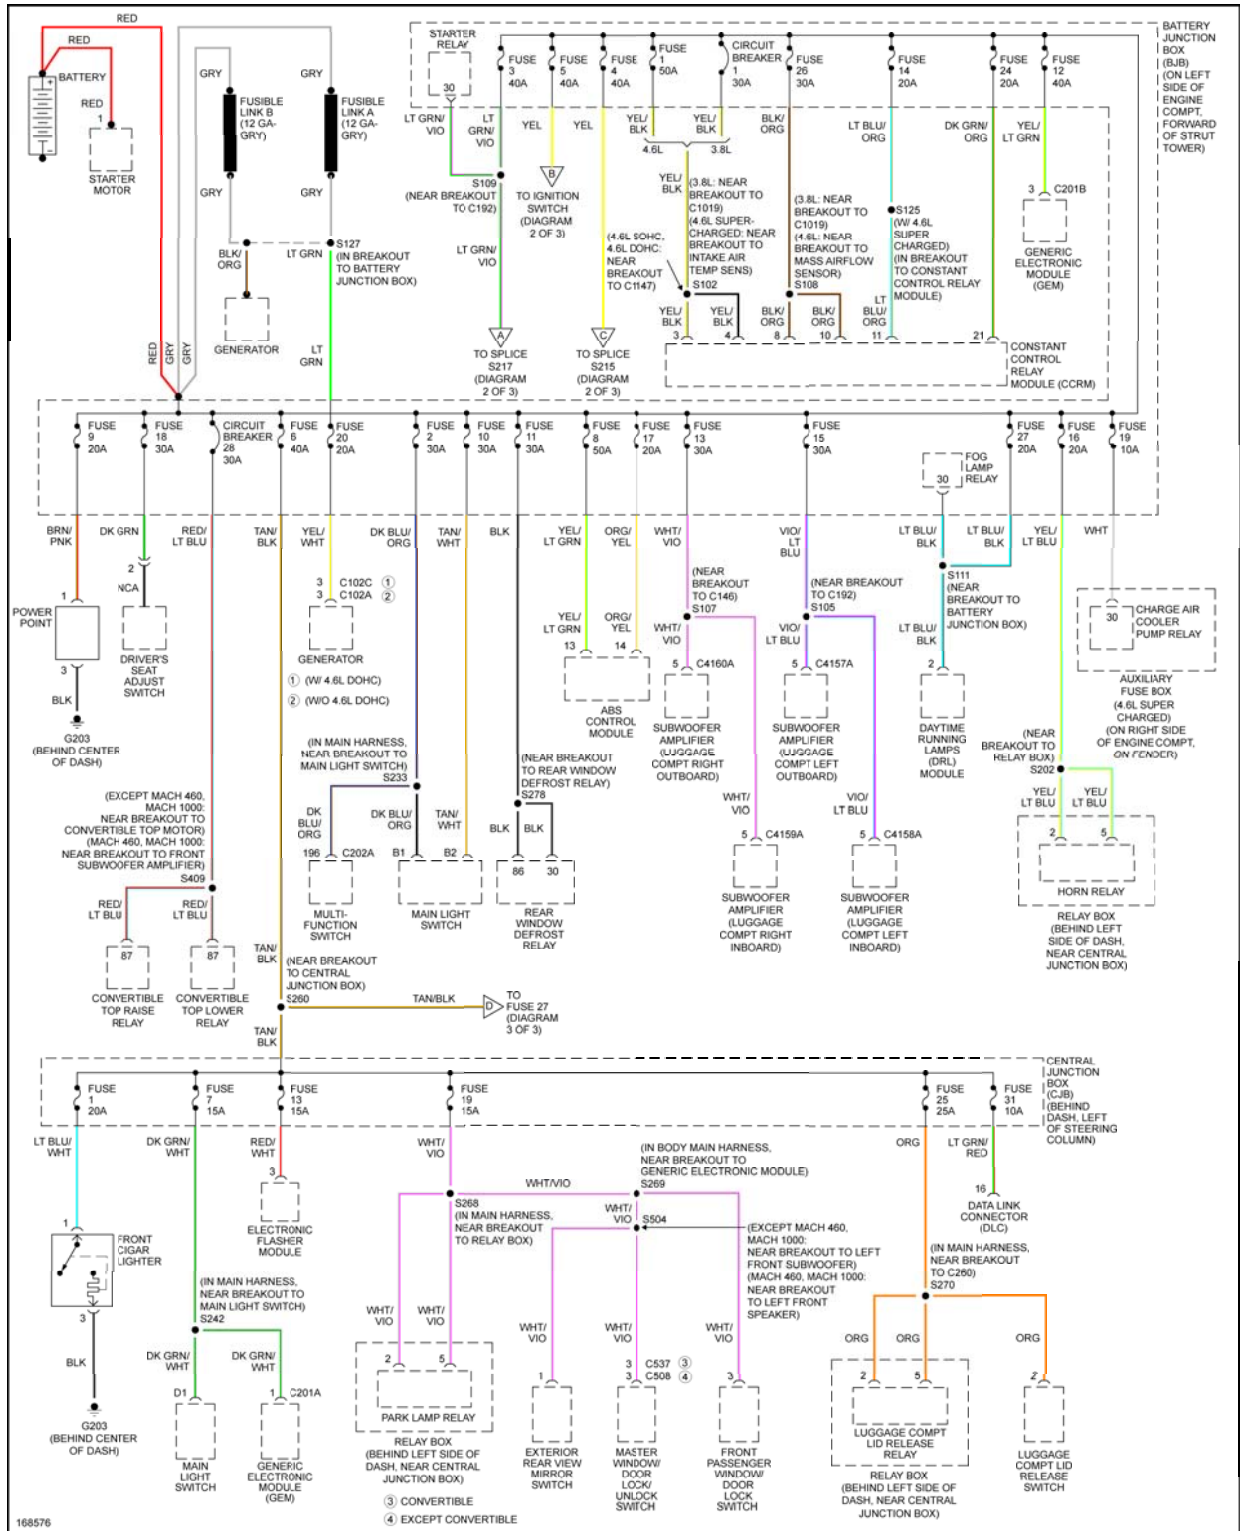 RED
RED
BATTERY
RED
1
STARTER
MOTOR
GRY
GRY
FUSIBLE
LINK B
(12 GA-
GRY)
FUSIBLE
LINK A
(12 GA-
GRY)
GRY
GRY
S127
(IN BREAKOUT
TO BATTERY
JUNCTION BOX)
BLK/
ORG
LT GRN
GENERATOR
RED
GRY
GRY
LT
GRN
STARTER
RELAY
30
FUSE
3
40A
FUSE
5
40A
FUSE
4
40A
FUSE
1
50A
CIRCUIT
BREAKER
1
30A
FUSE
26
30A
FUSE
14
20A
FUSE
24
20A
FUSE
12
40A
BATTERY
JUNCTION
BOX
(BJB)
(ON LEFT
SIDE OF
ENGINE
COMPT,
FORWARD
OF STRUT
TOWER)
LT GRN/
VIO
LT
GRN/
VIO
YEL
YEL
YEL/
BLK
YEL/
BLK
BLK/
ORG
LT BLU/
ORG
DK GRN/
ORG
YEL/
LT GRN
4.6L
3.8L
S109
(NEAR BREAKOUT
TO C192)
B
TO IGNITION
SWITCH
(DIAGRAM
2 OF 3)
YEL/
BLK
(3.8L: NEAR
BREAKOUT TO
C1019)
(4.6L SUPER-
CHARGED: NEAR
BREAKOUT TO
INTAKE AIR
TEMP SENS)
(3.8L: NEAR
BREAKOUT TO
C1019)
(4.6L: NEAR
BREAKOUT TO
MASS AIRFLOW
SENSOR)
S125
(W/ 4.6L
SUPER
CHARGED)
(IN BREAKOUT
TO CONSTANT
CONTROL RELAY
MODULE)
3
C201B
GENERIC
ELECTRONIC
MODULE
(GEM)
LT GRN/
VIO
(4.6L SOHC,
4.6L DOHC:
NEAR
BREAKOUT
TO C1147)
S102
S108
YEL/
BLK
BLK/
ORG
BLK/
ORG
LT
BLU/
ORG
3
4
8
10
11
21
CONSTANT
CONTROL
RELAY
MODULE (CCRM)
A
TO SPLICE
S217
(DIAGRAM
2 OF 3)
C
TO SPLICE
S215
(DIAGRAM
2 OF 3)
FUSE
9
20A
FUSE
18
30A
CIRCUIT
BREAKER
28
30A
FUSE
6
40A
FUSE
20
20A
FUSE
2
30A
FUSE
10
30A
FUSE
11
30A
FUSE
8
50A
FUSE
17
20A
FUSE
13
30A
FUSE
15
30A
FOG
LAMP
RELAY
30
FUSE
27
20A
FUSE
16
20A
FUSE
19
10A
BRN/
PNK
DK GRN
RED/
LT BLU
TAN/
BLK
YEL/
WHT
DK BLU/
ORG
TAN/
WHT
BLK
YEL/
LT GRN
ORG/
YEL
WHT/
VIO
VIO/
LT
BLU
LT BLU/
BLK
LT BLU/
BLK
YEL/
LT BLU
WHT
2
NCA
1
POWER
POINT
3
BLK
G203
(BEHIND CENTER
OF DASH)
DRIVER'S
SEAT
ADJUST
SWITCH
3 C102C 1
3 C102A 2
GENERATOR
1 (W/ 4.6L DOHC)
2 (W/O 4.6L DOHC)
YEL/
LT GRN
ORG/
YEL
13
14
ABS
CONTROL
MODULE
(NEAR
BREAKOUT
TO C146)
S107
WHT/
VIO
5
C4160A
SUBWOOFER
AMPLIFIER
(LUGGAGE
COMPT RIGHT
OUTBOARD)
(NEAR BREAKOUT
TO C192)
S105
VIO/
LT BLU
5
C4157A
SUBWOOFER
AMPLIFIER
(LUGGAGE
COMPT LEFT
OUTBOARD)
S111
(NEAR
BREAKOUT TO
BATTERY
JUNCTION BOX)
LT BLU/
BLK
2
DAYTIME
RUNNING
LAMPS
(DRL)
MODULE
30
CHARGE AIR
COOLER
PUMP RELAY
AUXILIARY
FUSE BOX
(4.6L SUPER
CHARGED)
(ON RIGHT SIDE
OF ENGINE COMPT,
ON FENDER)
(IN MAIN HARNESS,
NEAR BREAKOUT TO
MAIN LIGHT SWITCH)
S233
(NEAR BREAKOUT
TO REAR WINDOW
DEFROST RELAY)
S278
(NEAR
BREAKOUT TO
RELAY BOX)
S202
(EXCEPT MACH 460,
MACH 1000:
NEAR BREAKOUT TO
CONVERTIBLE TOP MOTOR)
(MACH 460, MACH 1000:
NEAR BREAKOUT TO FRONT
SUBWOOFER AMPLIFIER)
S409
DK
BLU/
ORG
DK BLU/
ORG
TAN/
WHT
BLK
BLK
WHT/
VIO
VIO/
LT BLU
YEL/
LT BLU
YEL/
LT BLU
196
C202A
MULTI-
FUNCTION
SWITCH
B1
B2
MAIN LIGHT
SWITCH
86
30
REAR
WINDOW
DEFROST
RELAY
5
C4159A
SUBWOOFER
AMPLIFIER
(LUGGAGE
COMPT RIGHT
INBOARD)
5
C4158A
SUBWOOFER
AMPLIFIER
(LUGGAGE
COMPT LEFT
INBOARD)
2
5
HORN RELAY
RELAY BOX
(BEHIND LEFT
SIDE OF DASH,
NEAR CENTRAL
JUNCTION BOX)
RED/
LT BLU
RED/
LT BLU
87
87
CONVERTIBLE
TOP RAISE
RELAY
CONVERTIBLE
TOP LOWER
RELAY
TAN/
BLK
(NEAR BREAKOUT
TO CENTRAL
JUNCTION BOX)
S260
TAN/BLK
D
TO
FUSE 27
(DIAGRAM
3 OF 3)
TAN/
BLK
FUSE
1
20A
FUSE
7
15A
FUSE
13
15A
FUSE
19
15A
FUSE
25
25A
FUSE
31
10A
CENTRAL
JUNCTION
BOX
(CJB)
(BEHIND
DASH, LEFT
OF STEERING
COLUMN)
LT BLU/
WHT
DK GRN/
WHT
RED/
WHT
WHT/
VIO
ORG
LT GRN/
RED
3
ELECTRONIC
FLASHER
MODULE
(IN BODY MAIN HARNESS,
NEAR BREAKOUT TO
GENERIC ELECTRONIC MODULE)
S269
WHT/VIO
S268
(IN MAIN HARNESS,
NEAR BREAKOUT
TO RELAY BOX)
WHT/
VIO
S504
(EXCEPT MACH 460,
MACH 1000:
NEAR BREAKOUT TO LEFT
FRONT SUBWOOFER)
(MACH 460, MACH 1000:
NEAR BREAKOUT
TO LEFT FRONT
SPEAKER)
16
DATA LINK
CONNECTOR
(DLC)
(IN MAIN HARNESS,
NEAR BREAKOUT
TO C260)
S270
1
FRONT
CIGAR
LIGHTER
3
BLK
G203
(BEHIND CENTER
OF DASH)
(IN MAIN HARNESS,
NEAR BREAKOUT TO
MAIN LIGHT SWITCH)
S242
DK GRN/
WHT
DK GRN/
WHT
D1
MAIN
LIGHT
SWITCH
1
C201A
GENERIC
ELECTRONIC
MODULE
(GEM)
WHT/
VIO
WHT/
VIO
2
5
PARK LAMP RELAY
RELAY BOX
(BEHIND LEFT SIDE OF
DASH, NEAR CENTRAL
JUNCTION BOX)
3 CONVERTIBLE
4 EXCEPT CONVERTIBLE
WHT/
VIO
WHT/
VIO
WHT/
VIO
1
EXTERIOR
REAR VIEW
MIRROR
SWITCH
3 C537 3
3 C508 4
MASTER
WINDOW/
DOOR
LOCK/
UNLOCK
SWITCH
3
FRONT
PASSENGER
WINDOW/
DOOR
LOCK
SWITCH
ORG
ORG
ORG
2
5
LUGGAGE COMPT
LID RELEASE
RELAY
RELAY BOX
(BEHIND LEFT SIDE OF
DASH, NEAR CENTRAL
JUNCTION BOX)
2
LUGGAGE
COMPT LID
RELEASE
SWITCH
168576